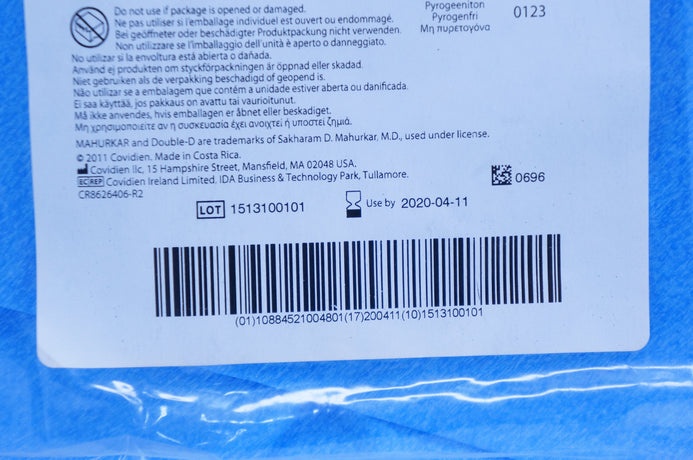 Do not use if package is opened or damaged.
Ne pas utiliser si l'emballage individuel est ouvert ou endommagé.
Bei geöffneter oder beschädigter Produktpackung nicht verwenden.
Non utilizzare se l'imballaggio dell'unità è aperto o danneggiato.
No utilizar si la envoltura está abierta o dañada.
Använd ej produkten om styckförpackningen är öppnad eller skadad.
Niet gebruiken als de verpakking beschadigd of geopend is.
Não utilizar se a embalagem que contém a unidade estiver aberta ou danificada.
Ei saa käyttää, jos pakkaus on avattu tai vaurioitunut.
Må ikke anvendes, hvis emballagen er åbnet eller beskadiget.
Μη χρησιμοποιείτε αν η συσκευασία έχει ανοιχτεί ή υποστεί ζημιά.
Pyrogeeniton
Pyrogenfri
Μη πυρετογόνα
0123
MAHURKAR and Double-D are trademarks of Sakharam D. Mahurkar, M.D., used under license.
© 2011 Covidien. Made in Costa Rica.
Covidien llc, 15 Hampshire Street, Mansfield, MA 02048 USA.
EC REP Covidien Ireland Limited, IDA Business & Technology Park, Tullamore.
CR8626406-R2
0696
LOT 1513100101
Use by 2020-04-11
(01)10884521004801(17)200411(10)1513100101